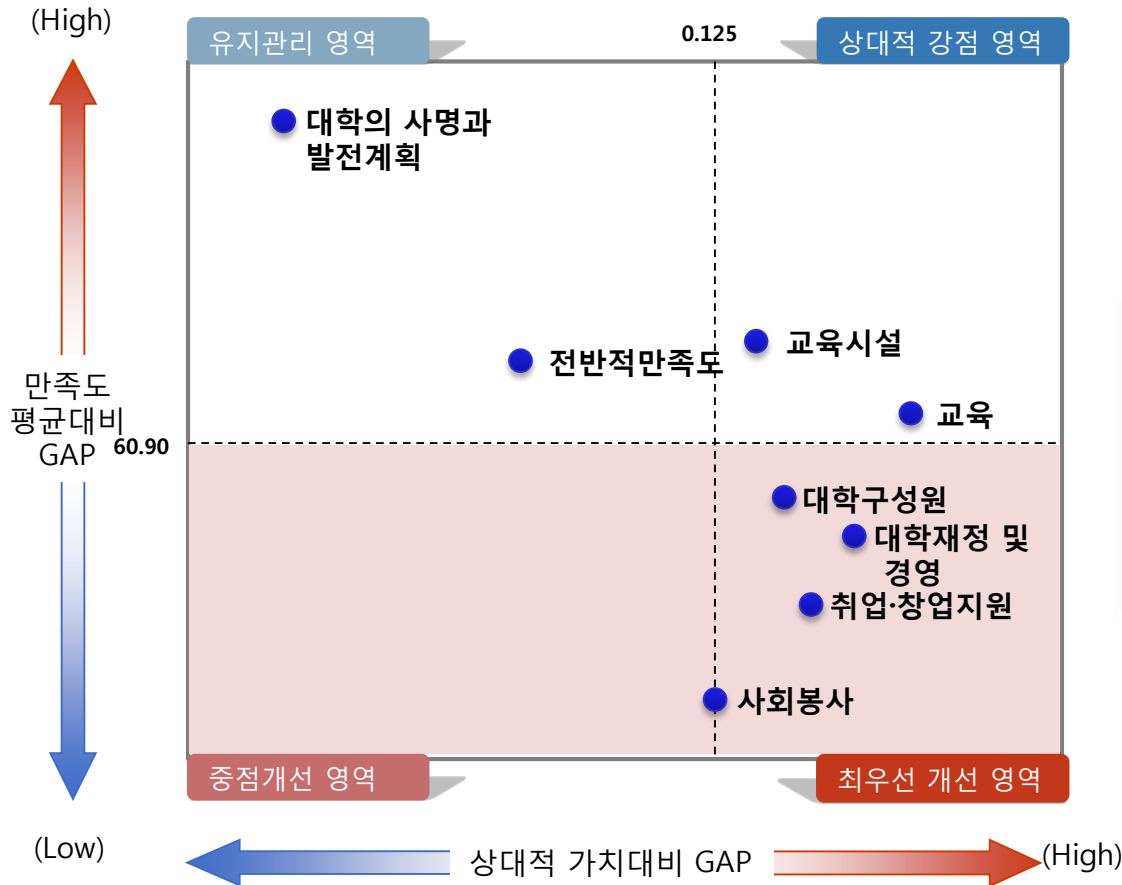 (High)
유지관리 영역
0.125
상대적 강점 영역
대학의 사명과
발전계획
교육시설
전반적만족도
만족도
평균대비
GAP
교육
60.90
대학구성원
대학재정 및
경영
취업·창업지원
사회봉사
중점개선 영역
최우선 개선 영역
(Low)
상대적 가치대비 GAP
(High)